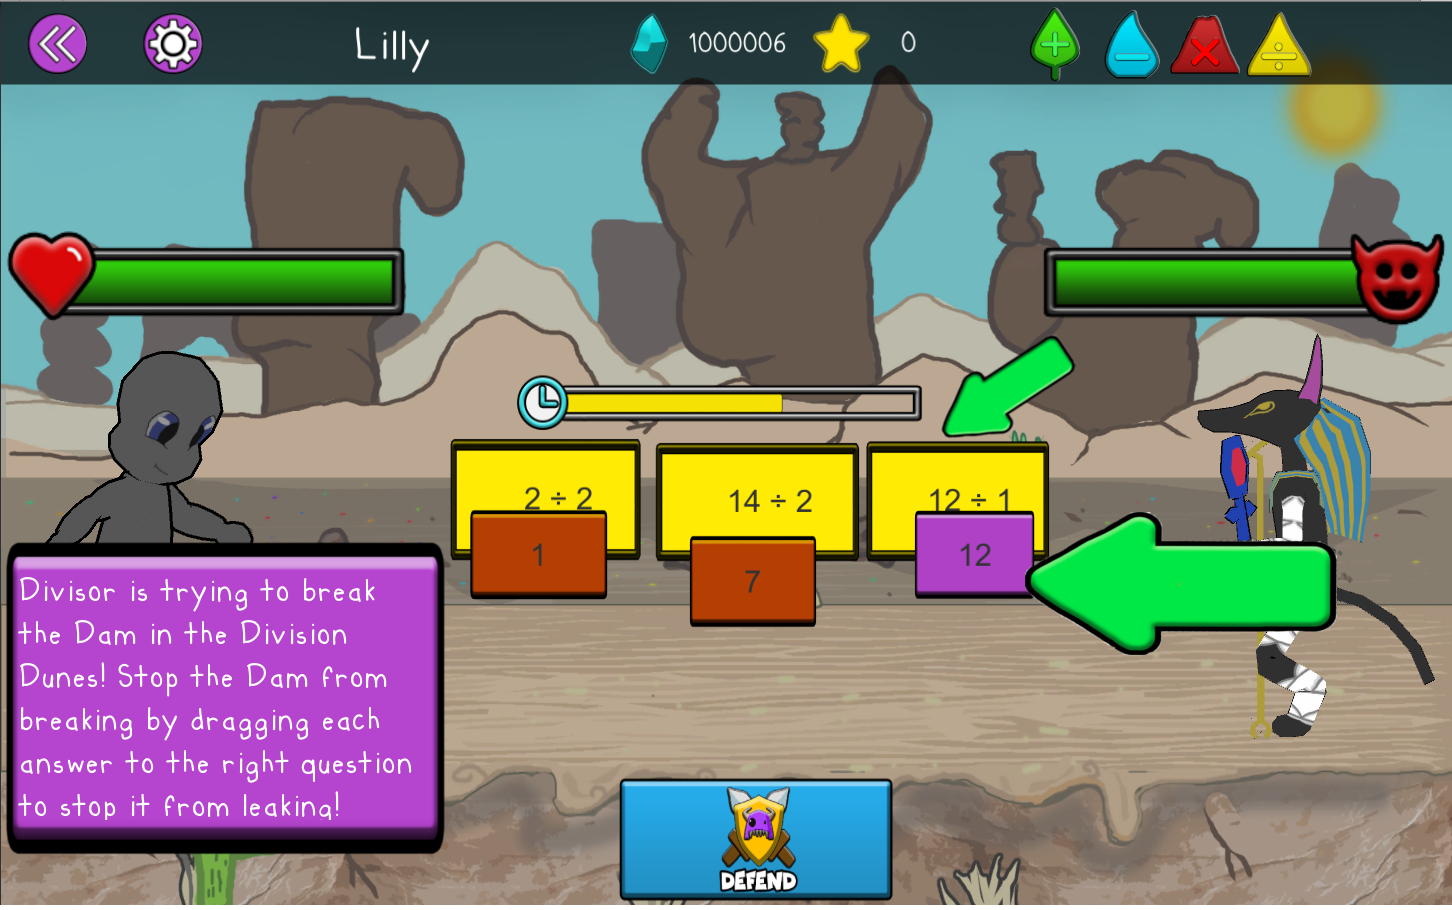 Lilly 1000006 0
2 ÷ 2 14 ÷ 2 12 ÷ 1
1 7 12
Divisor is trying to break
the Dam in the Division
Dunes! Stop the Dam from
breaking by dragging each
answer to the right question
to stop it from leaking!
DEFEND